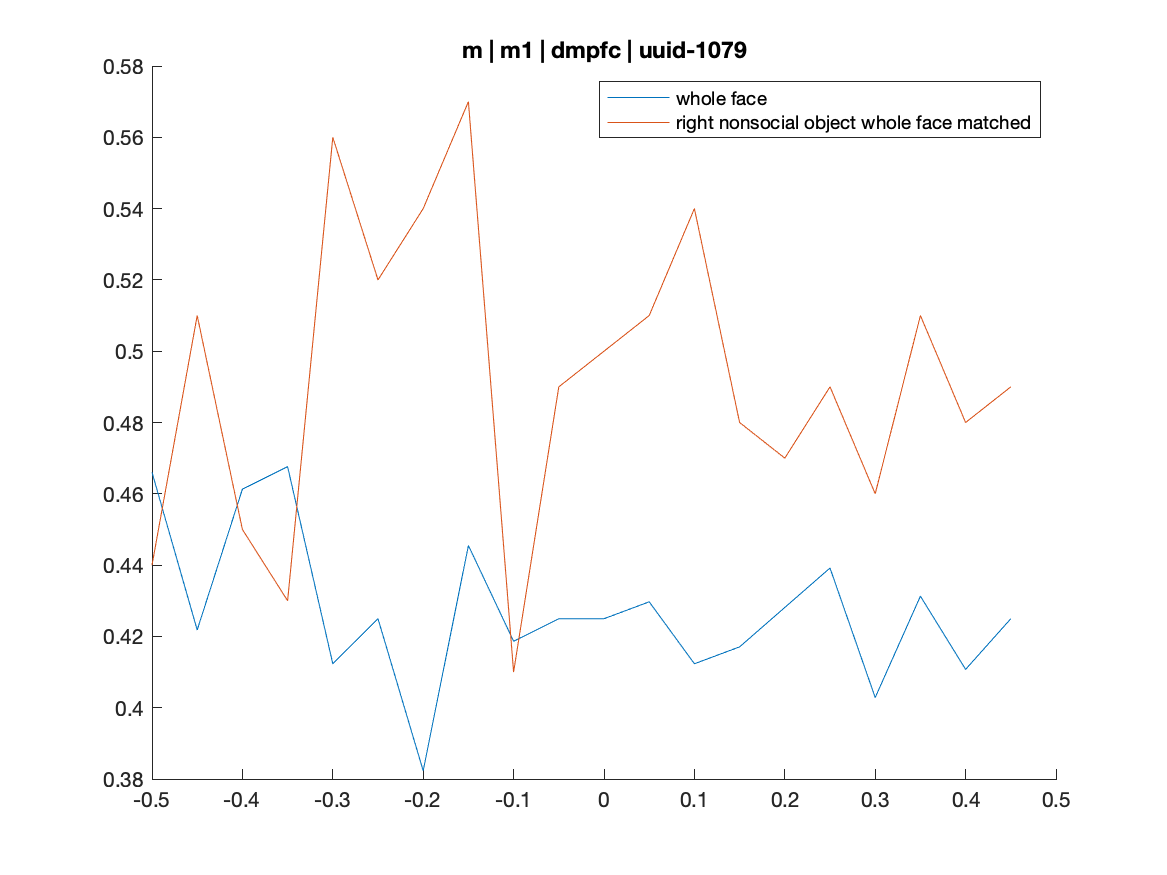 m | m1 | dmpfc | uuid-1079
0.58
whole face
right nonsocial object whole face matched
0.56
0.54
0.52
0.5
0.48
0.46
0.44
0.42
0.4
0.38
-0.5 -0.4 -0.3 -0.2 -0.1 0 0.1 0.2 0.3 0.4 0.5